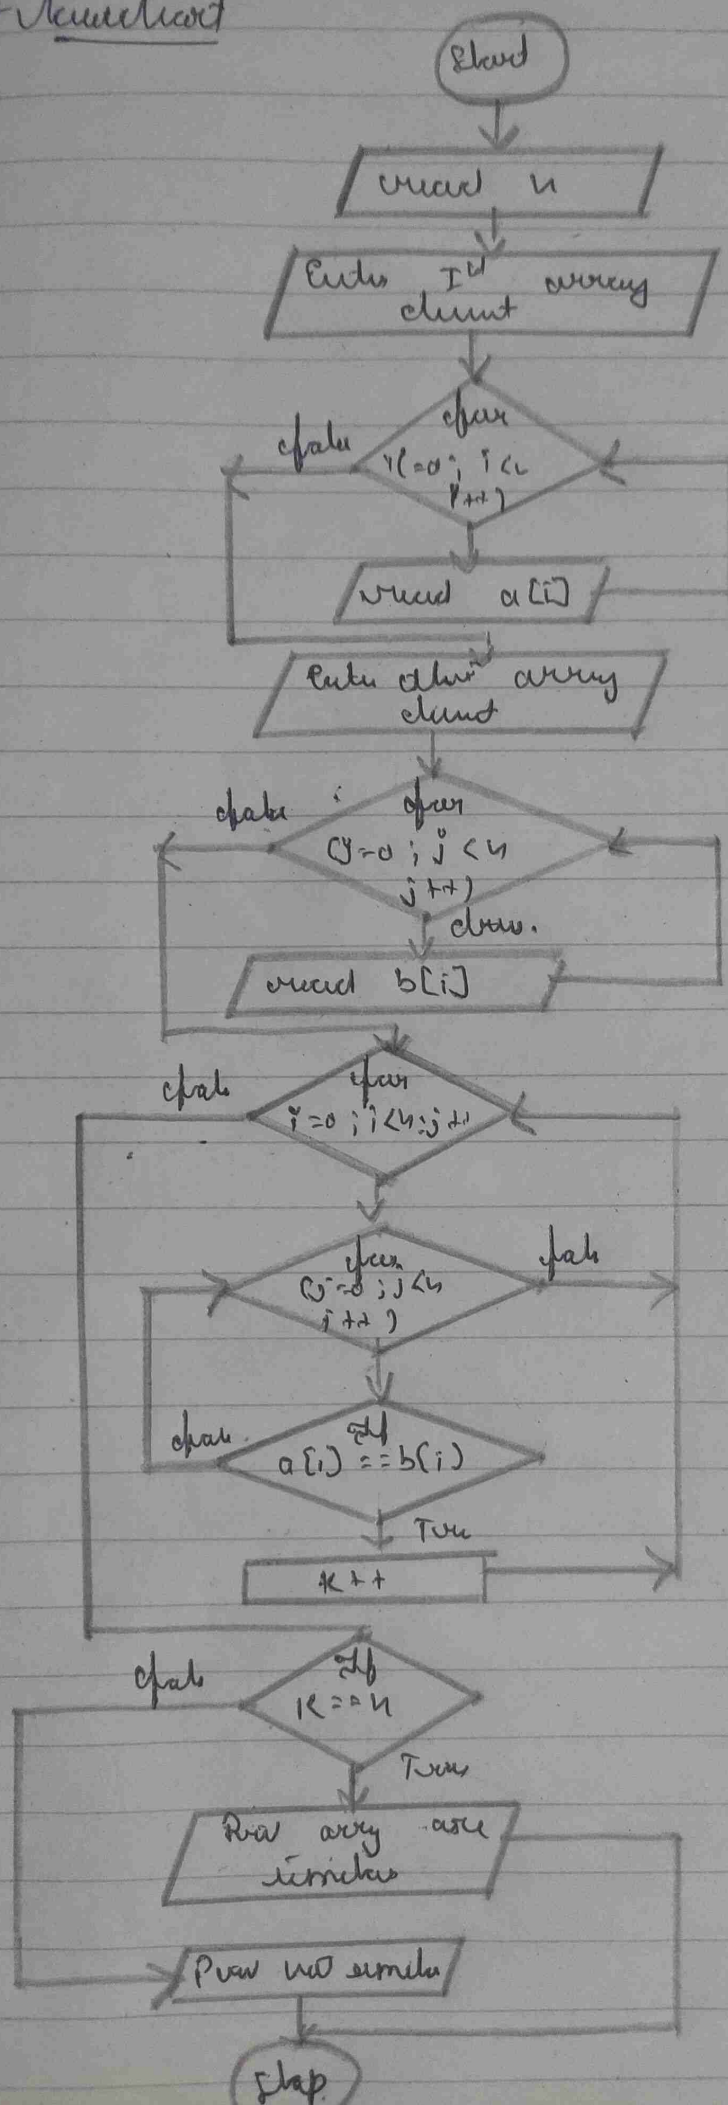 Flowchart
Start
read n
Enter Ist array
element
false
for
i(=0; i<n
i++)
read a[i]
Enter other array
element
false
for
(j=0; j<n
j++)
true.
read b[i]
false
for
i=0; i<n; j++
for
(j=0; j<n
j++)
false
false
If
a[i]==b[i]
True
k++
false
If
K==n
True
Print array are
similar
Print not similar
Stop